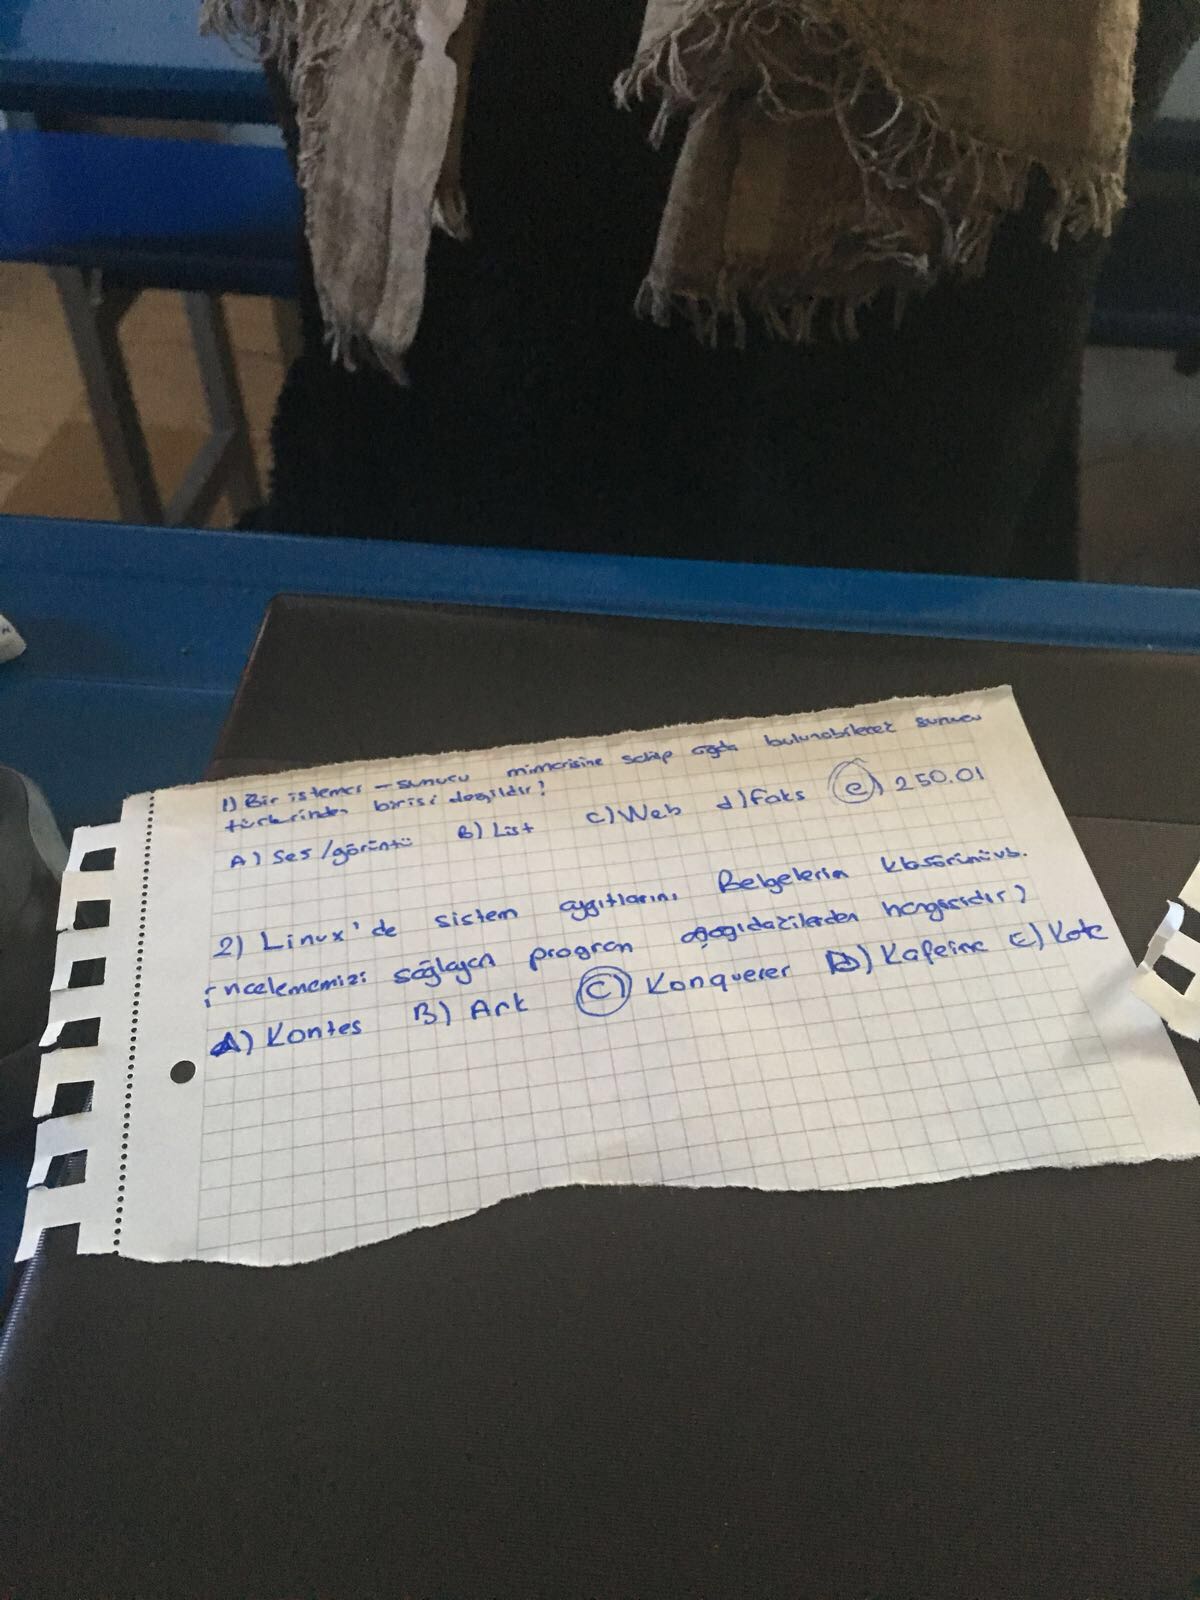 1) Bir istemci - sunucu mimarisine sahip ağda bulunabilecek sunucu
türlerinden birisi değildir?
A) Ses/görüntü B) List C) Web d) Faks e) 250.01
2) Linux'de sistem aygıtlarını Belgelerim klasörünü vb.
incelememizi sağlayan program aşağıdakilerden hangisidir?
A) Kontes B) Ark C) Konquerer D) Kafeine E) Kate